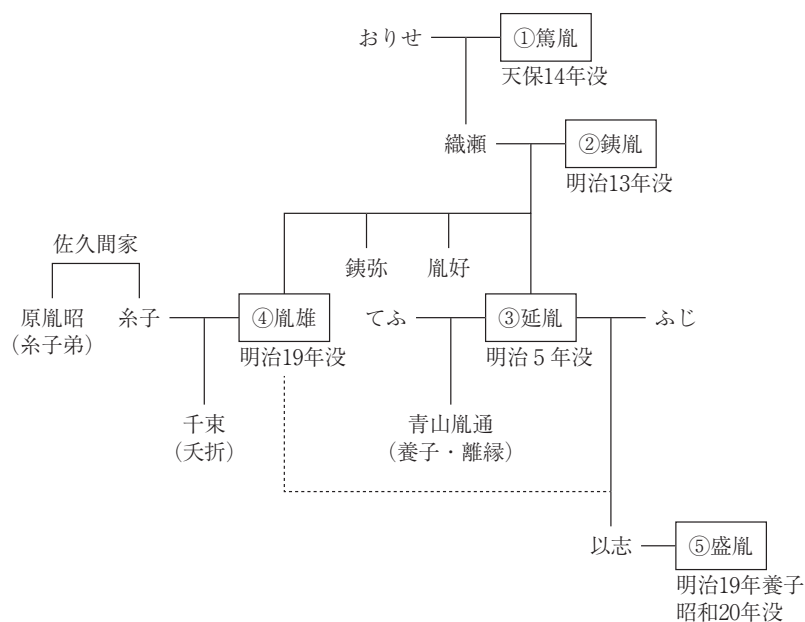 おりせ
①篤胤
天保14年没
織瀬
②銕胤
明治13年没
佐久間家
銕弥
胤好
原胤昭
(糸子弟)
糸子
④胤雄
明治19年没
てふ
③延胤
明治5年没
ふじ
千束
(夭折)
青山胤通
(養子・離縁)
以志
⑤盛胤
明治19年養子
昭和20年没